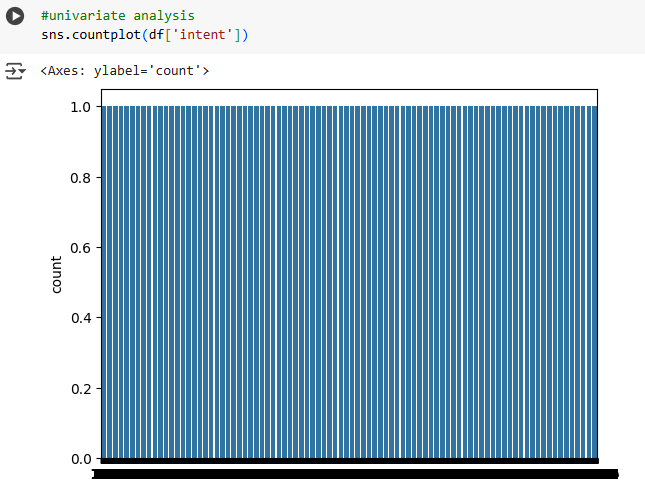 #univariate analysis
sns.countplot(df['intent'])
<Axes: ylabel='count'>
1.0
0.8
0.6
0.4
0.2
0.0
count